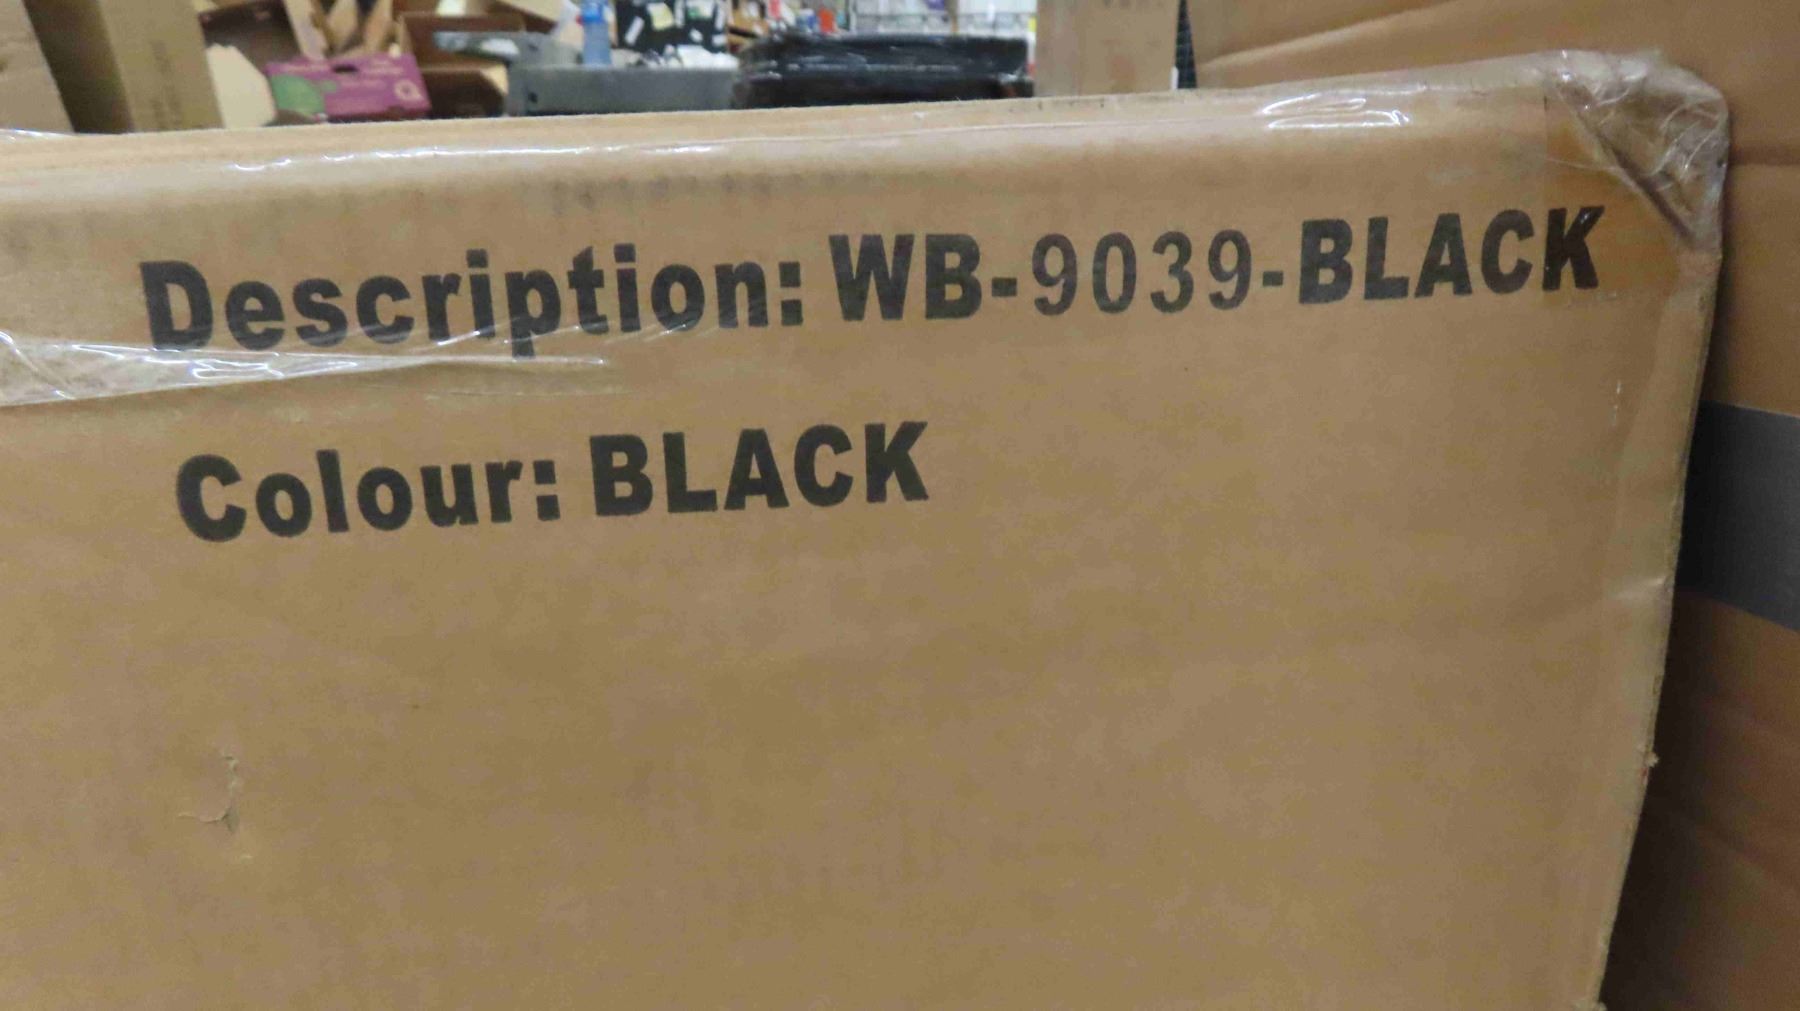 Description: WB-9039-BLACK
Colour: BLACK